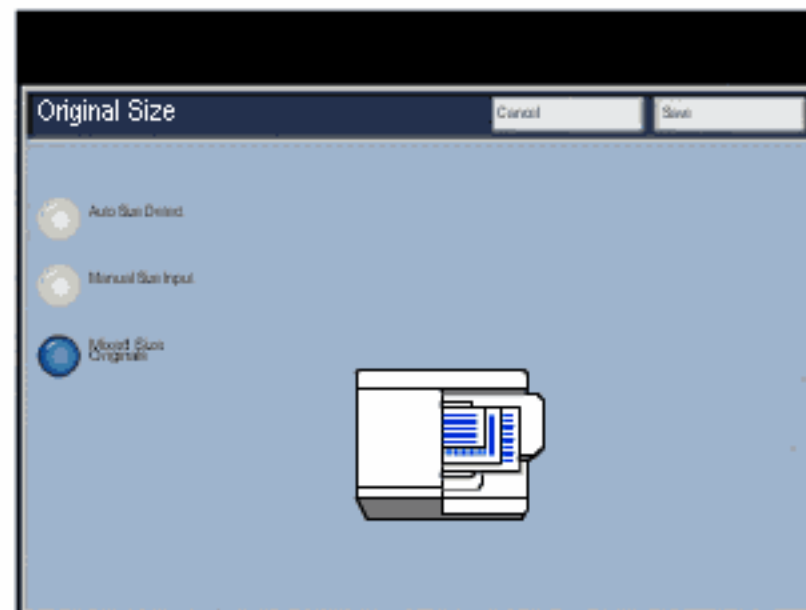 Original Size
Cancel
Save
Auto Size Detect
Manual Size Input
Mixed Size
Originals